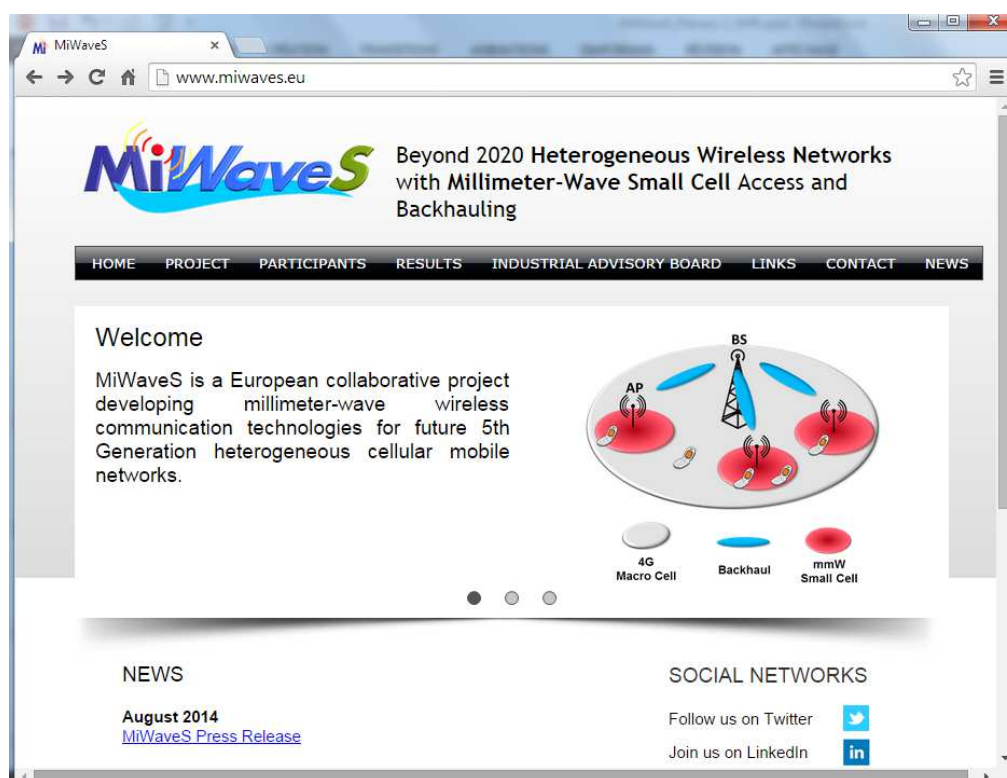 MiWaveS
www.miwaves.eu
MiWaveS
Beyond 2020 Heterogeneous Wireless Networks
with Millimeter-Wave Small Cell Access and
Backhauling
HOME PROJECT PARTICIPANTS RESULTS INDUSTRIAL ADVISORY BOARD LINKS CONTACT NEWS
Welcome
MiWaveS is a European collaborative project
developing millimeter-wave wireless
communication technologies for future 5th
Generation heterogeneous cellular mobile
networks.
BS
AP
4G
Macro Cell
Backhaul
mmW
Small Cell
NEWS
August 2014
MiWaveS Press Release
SOCIAL NETWORKS
Follow us on Twitter
Join us on LinkedIn
in